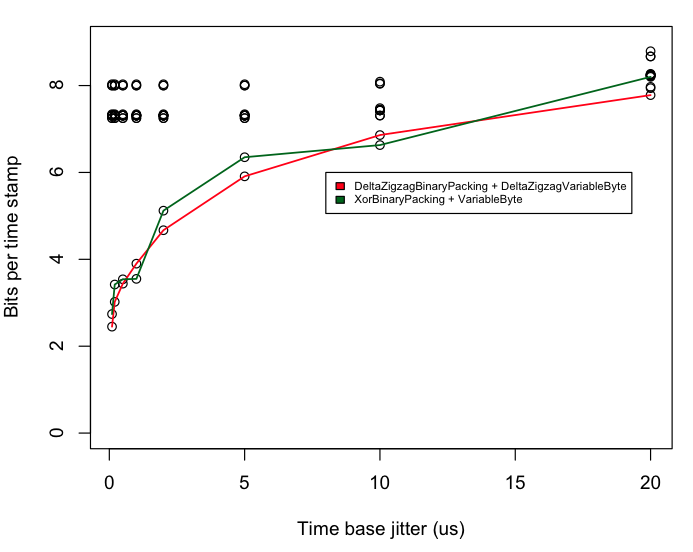 8
6
4
2
0
Bits per time stamp
DeltaZigzagBinaryPacking + DeltaZigzagVariableByte
XorBinaryPacking + VariableByte
0 5 10 15 20
Time base jitter (us)